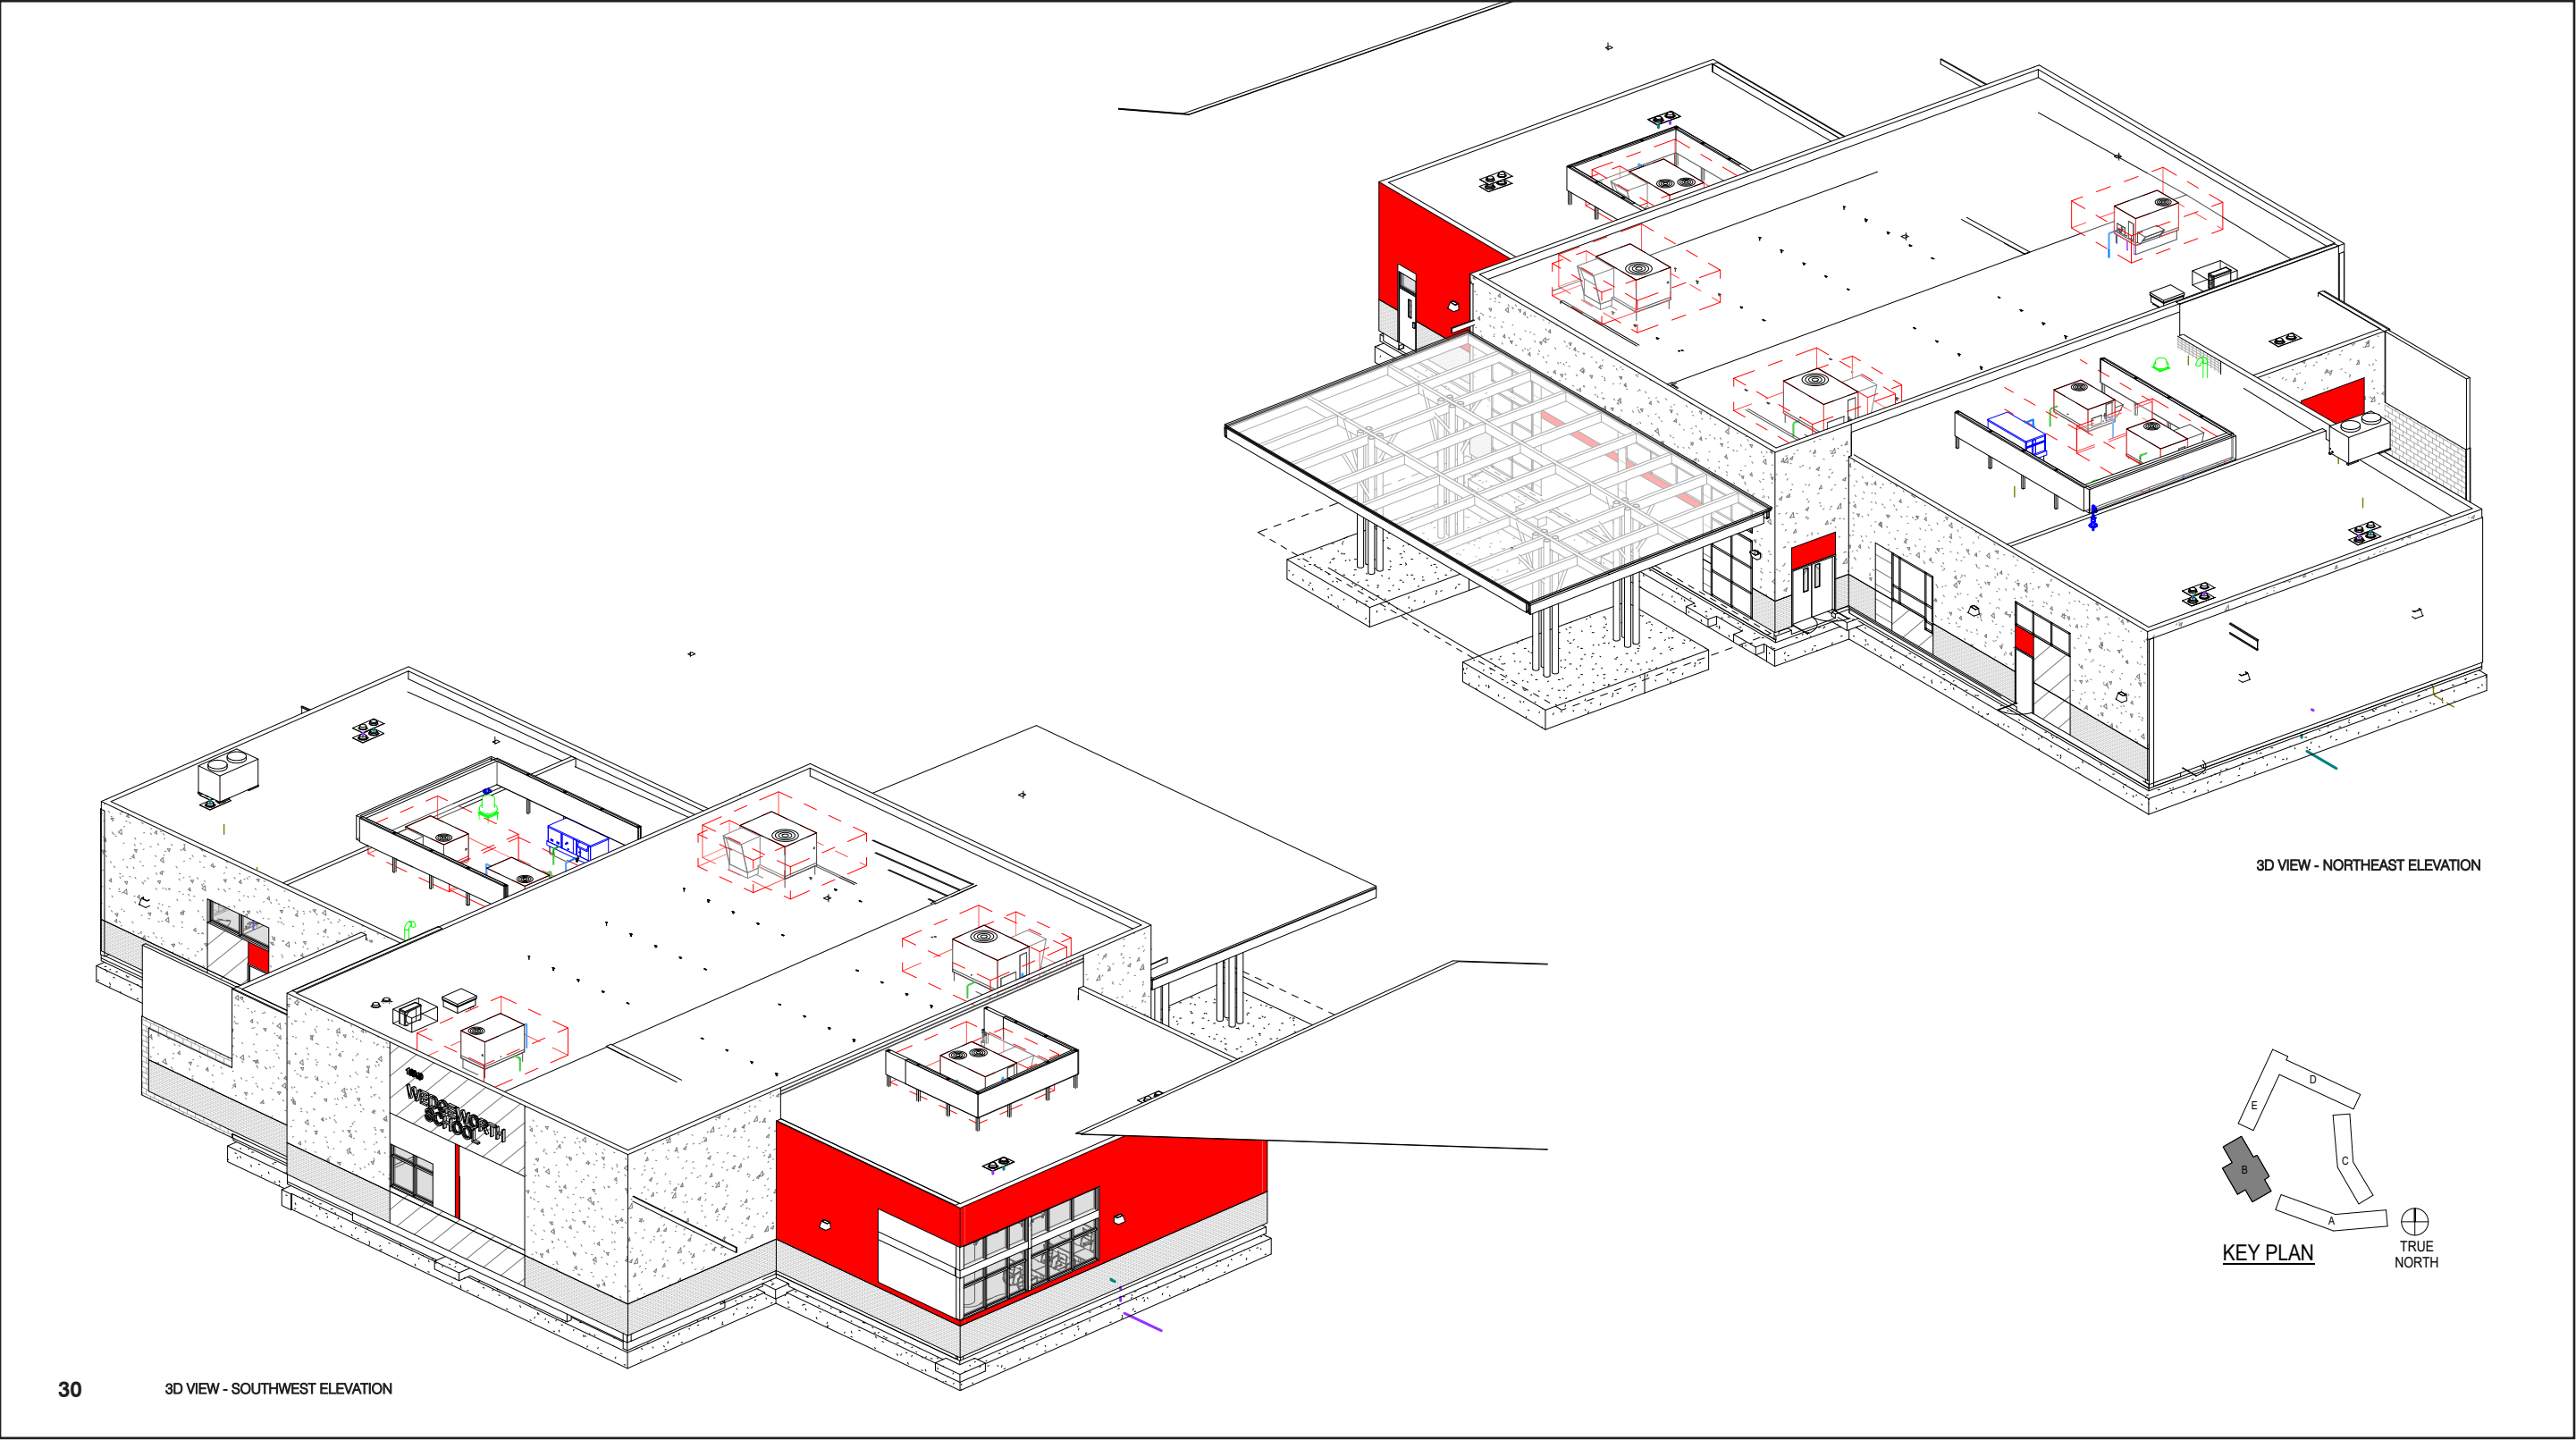 WEDGEWORTH
SCHOOL
3D VIEW - NORTHEAST ELEVATION
D
E
C
B
A
KEY PLAN
TRUE
NORTH
30
3D VIEW - SOUTHWEST ELEVATION